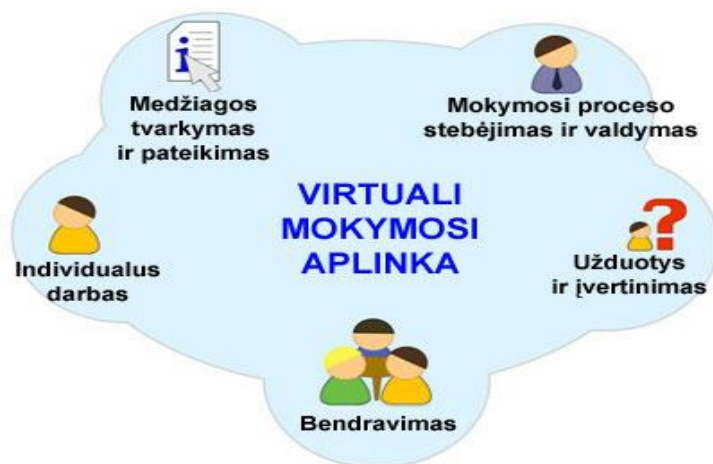 Medžiagos
tvarkymas
ir pateikimas
Mokymosi proceso
stebėjimas ir valdymas
VIRTUALI
MOKYMOSI
APLINKA
Individualus
darbas
?
Užduotys
ir įvertinimas
Bendravimas